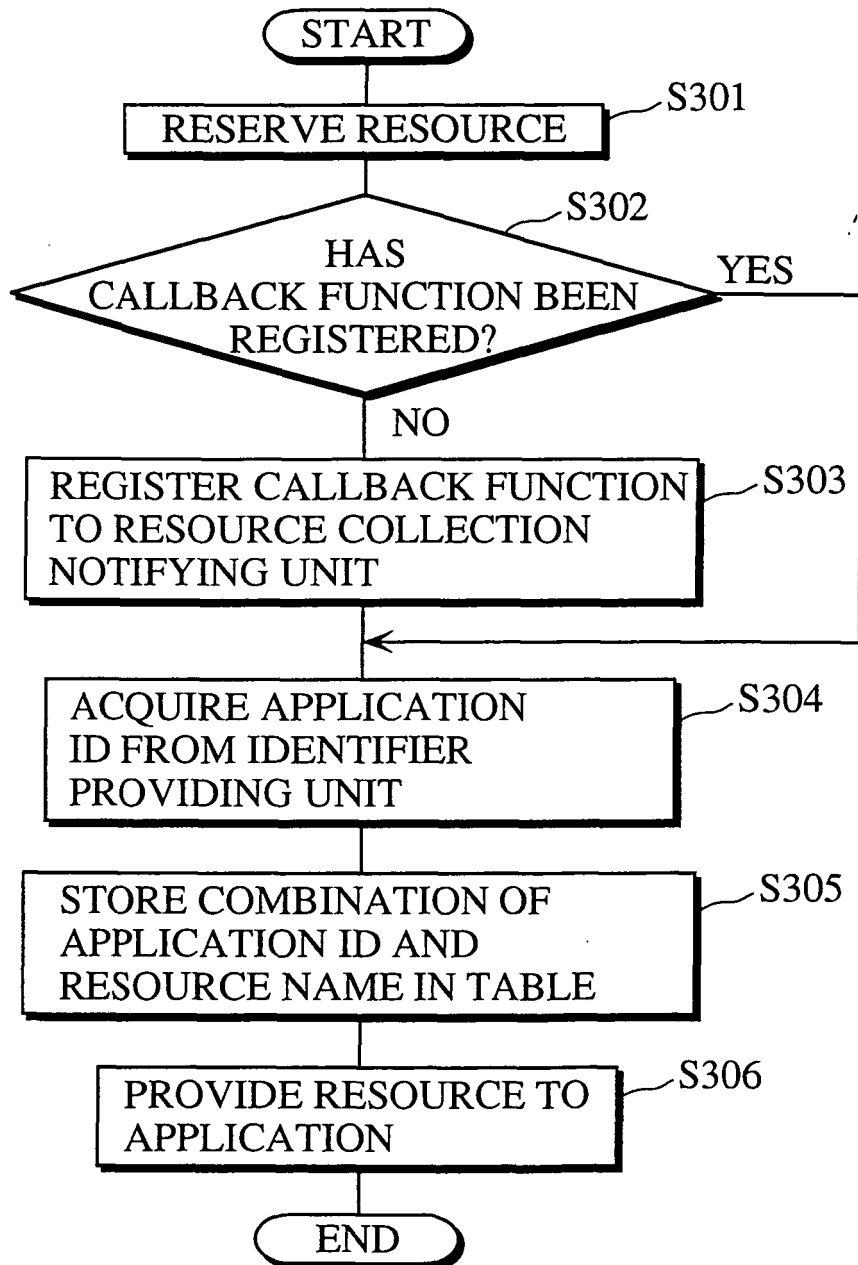 START
RESERVE RESOURCE
S301
S302
HAS
CALLBACK FUNCTION BEEN
REGISTERED?
YES
NO
REGISTER CALLBACK FUNCTION
TO RESOURCE COLLECTION
NOTIFYING UNIT
S303
ACQUIRE APPLICATION
ID FROM IDENTIFIER
PROVIDING UNIT
S304
STORE COMBINATION OF
APPLICATION ID AND
RESOURCE NAME IN TABLE
S305
PROVIDE RESOURCE TO
APPLICATION
S306
END